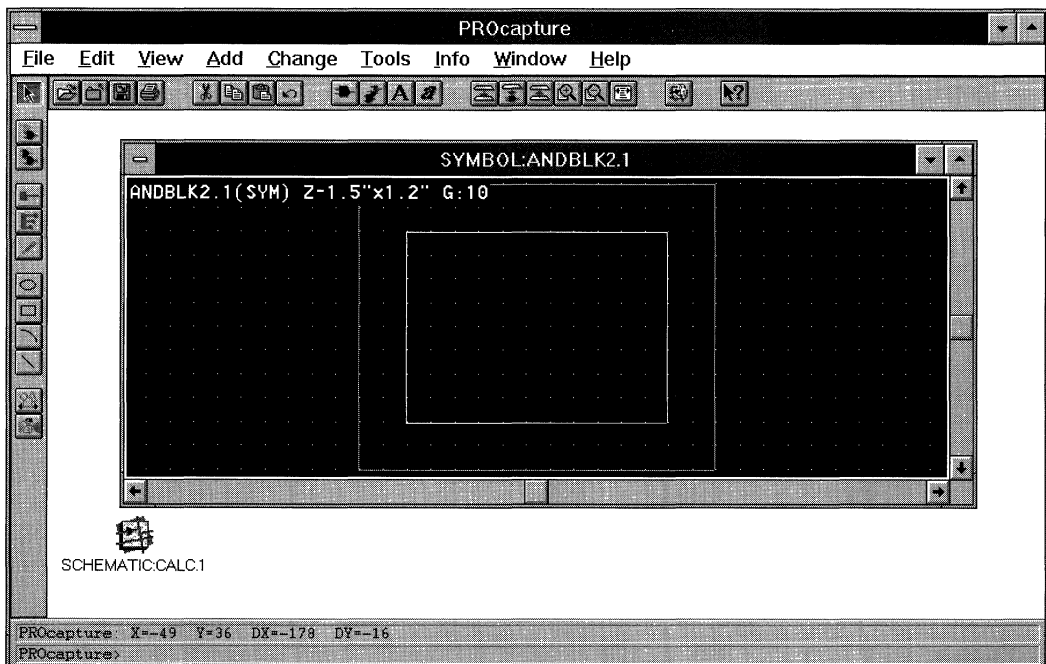 PROcapture
File Edit View Add Change Tools Info Window Help
A a
SYMBOL:ANDBLK2.1
ANDBLK2.1(SYM) Z-1.5"x1.2" G:10
SCHEMATIC:CALC.1
PROcapture: X=-49 Y=36 DX=-178 DY=-16
PROcapture>